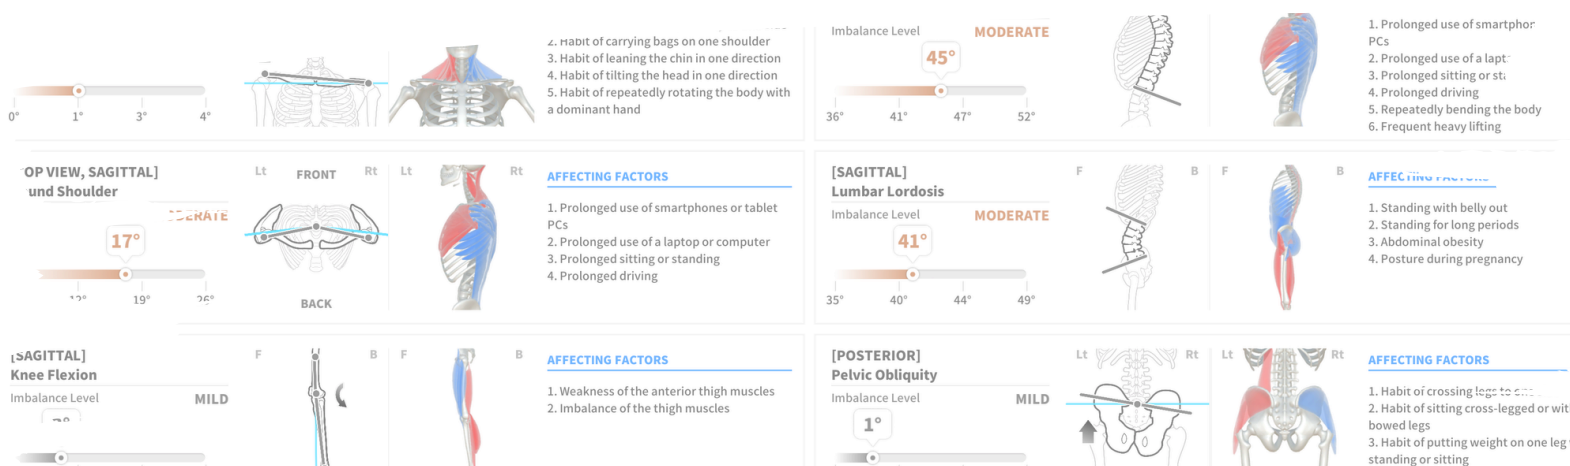 2. Habit of carrying bags on one shoulder
3. Habit of leaning the chin in one direction
4. Habit of tilting the head in one direction
5. Habit of repeatedly rotating the body with
a dominant hand
0° 1° 3° 4°
Imbalance Level MODERATE
45°
36° 41° 47° 52°
1. Prolonged use of
PCs
2. Prolonged use of a
3. Prolonged sitting or
4. Prolonged driving
5. Repeatedly bending the body
6. Frequent heavy lifting
OP VIEW, SAGITTAL]
und Shoulder
17°
12° 19° 26°
Lt FRONT Rt
BACK
Lt Rt
AFFECTING FACTORS
1. Prolonged use of smartphones or tablet
PCs
2. Prolonged use of a laptop or computer
3. Prolonged sitting or standing
4. Prolonged driving
[SAGITTAL]
Lumbar Lordosis
Imbalance Level MODERATE
41°
35° 40° 44° 49°
F B
F B
1. Standing with belly out
2. Standing for long periods
3. Abdominal obesity
4. Posture during pregnancy
[SAGITTAL]
Knee Flexion
Imbalance Level MILD
F B
F B
AFFECTING FACTORS
1. Weakness of the anterior thigh muscles
2. Imbalance of the thigh muscles
[POSTERIOR]
Pelvic Obliquity
Imbalance Level MILD
1°
Lt Rt
Lt Rt
AFFECTING FACTORS
1. Habit of crossing legs to
2. Habit of sitting cross-legged or
bowed legs
3. Habit of putting weight on one leg
standing or sitting